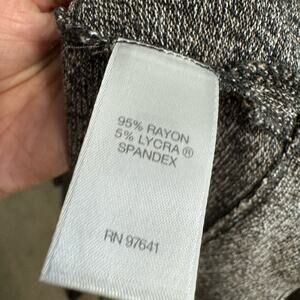 95% RAYON
5% LYCRA ®
SPANDEX
RN 97641